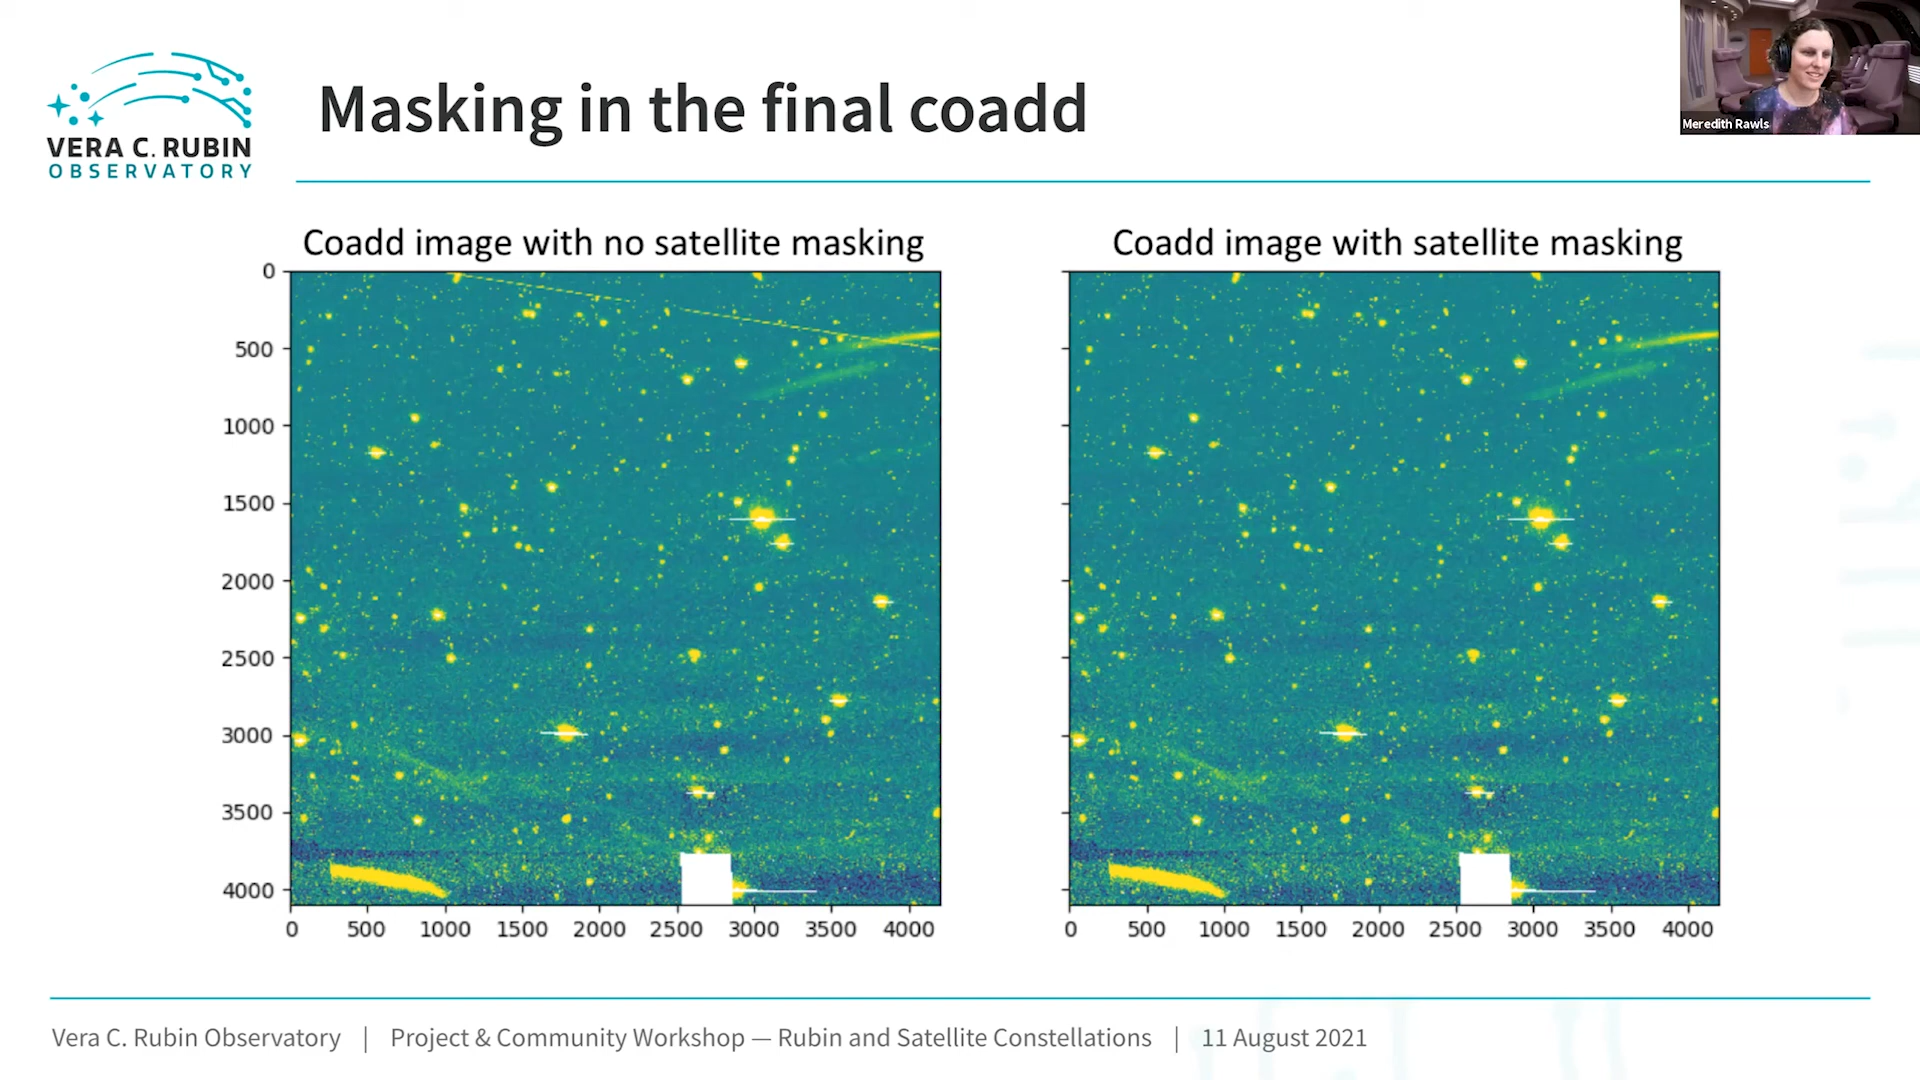 Meredith Rawls
VERA C. RUBIN
OBSERVATORY
Masking in the final coadd
Coadd image with no satellite masking
0
500
1000
1500
2000
2500
3000
3500
4000
0 500 1000 1500 2000 2500 3000 3500 4000
Coadd image with satellite masking
0 500 1000 1500 2000 2500 3000 3500 4000
Vera C. Rubin Observatory | Project & Community Workshop — Rubin and Satellite Constellations | 11 August 2021